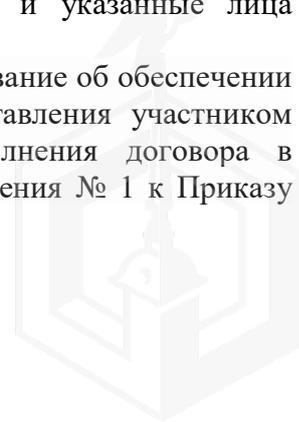 и указанные лица
вание об обеспечении
тавления участником
лнения договора в
ения № 1 к Приказу